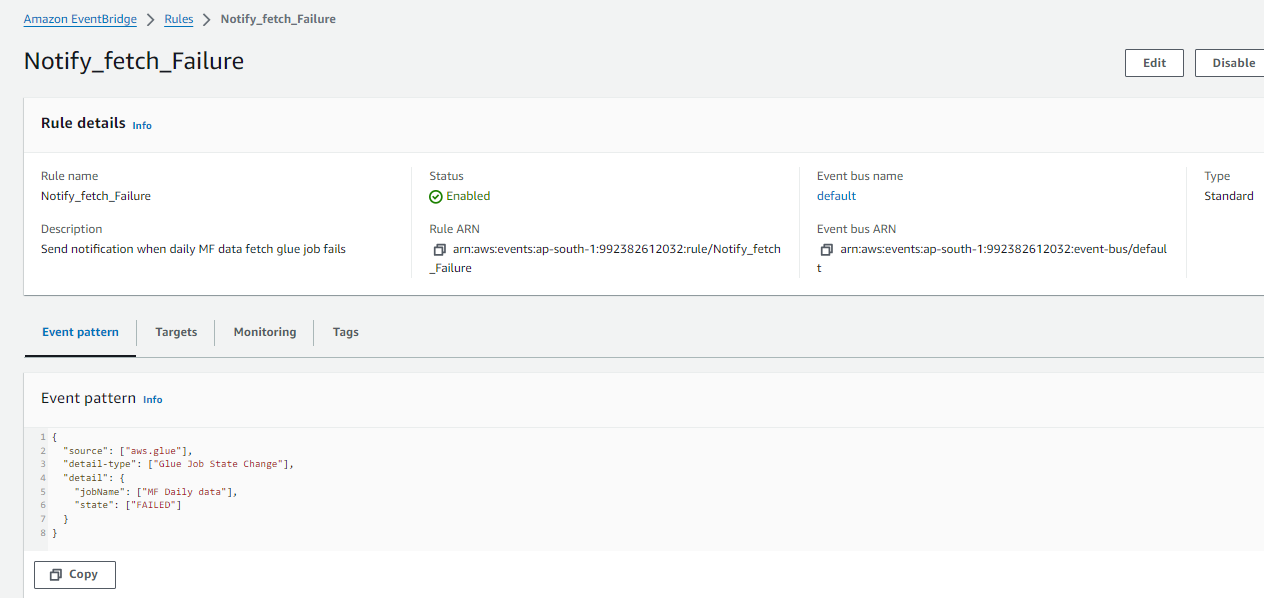 Amazon EventBridge > Rules > Notify_fetch_Failure
Notify_fetch_Failure
Edit
Disable
Rule details Info
Rule name
Notify_fetch_Failure
Description
Send notification when daily MF data fetch glue job fails
Status
Enabled
Rule ARN
arn:aws:events:ap-south-1:992382612032:rule/Notify_fetch
_Failure
Event bus name
default
Event bus ARN
arn:aws:events:ap-south-1:992382612032:event-bus/defaul
t
Type
Standard
Event pattern
Targets
Monitoring
Tags
Event pattern Info
1 {
2 "source": ["aws.glue"],
3 "detail-type": ["Glue Job State Change"],
4 "detail": {
5 "jobName": ["MF Daily data"],
6 "state": ["FAILED"]
7 }
8 }
Copy